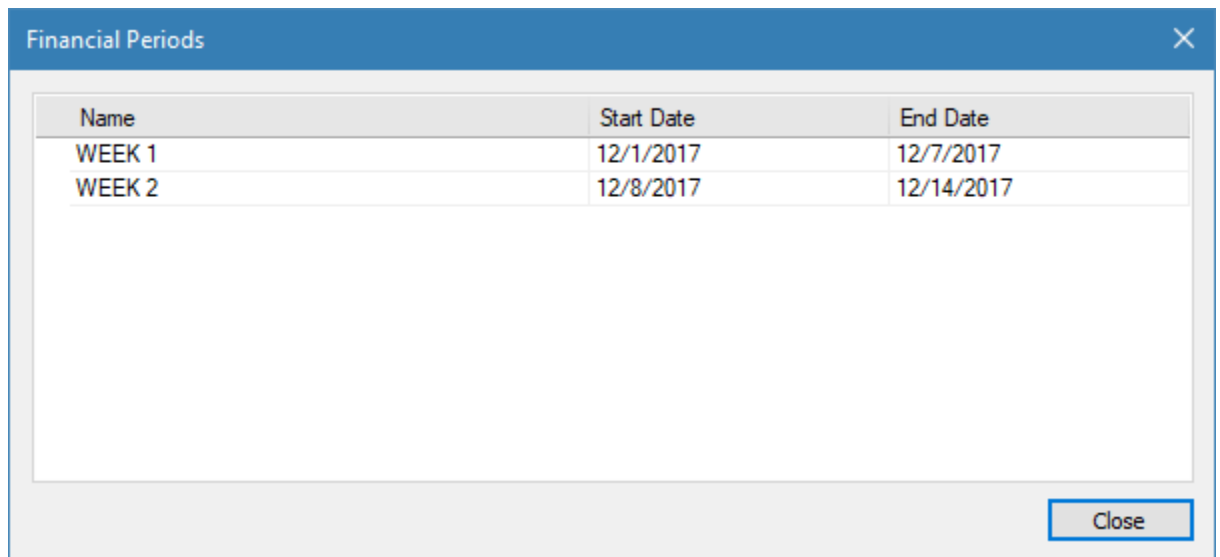 Financial Periods
Name Start Date End Date
WEEK 1 12/1/2017 12/7/2017
WEEK 2 12/8/2017 12/14/2017
Close